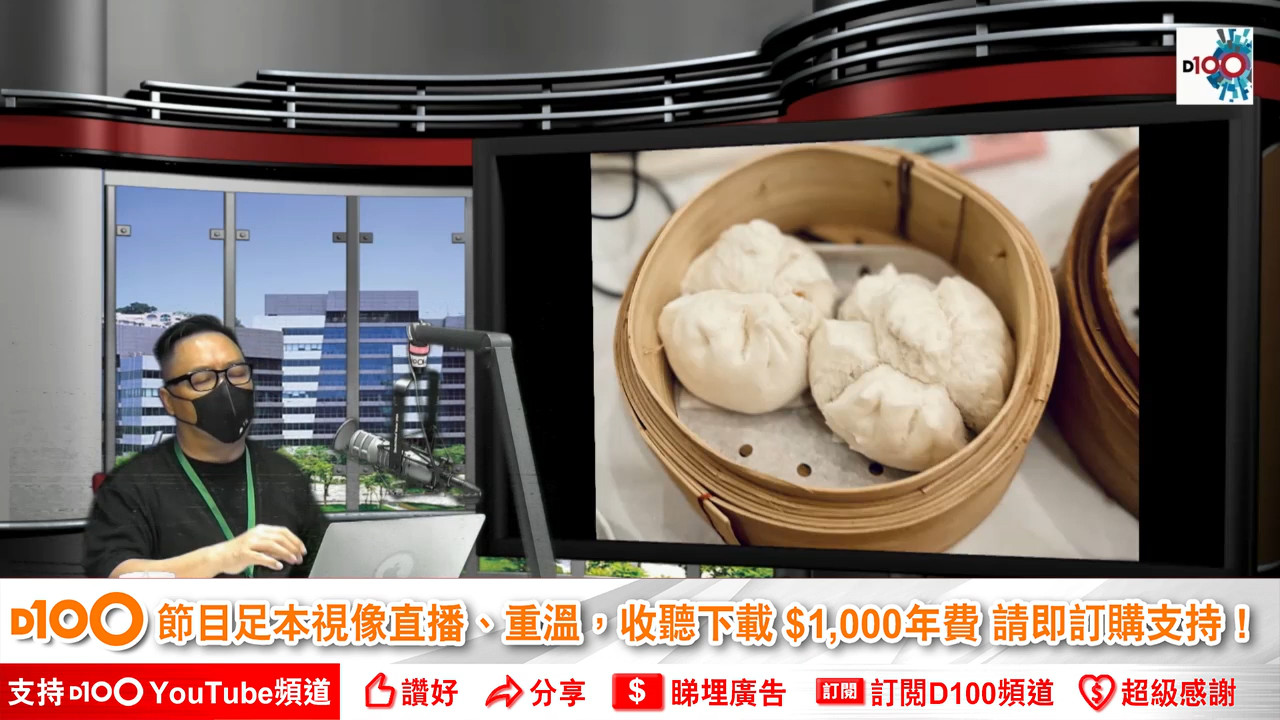 D100
D100 節目足本視像直播、重溫，收聽下載 $1,000年費 請即訂購支持！
支持D100 YouTube頻道 讚好 分享 $ 睇埋廣告 訂閱 訂閱D100頻道 $ 超級感謝